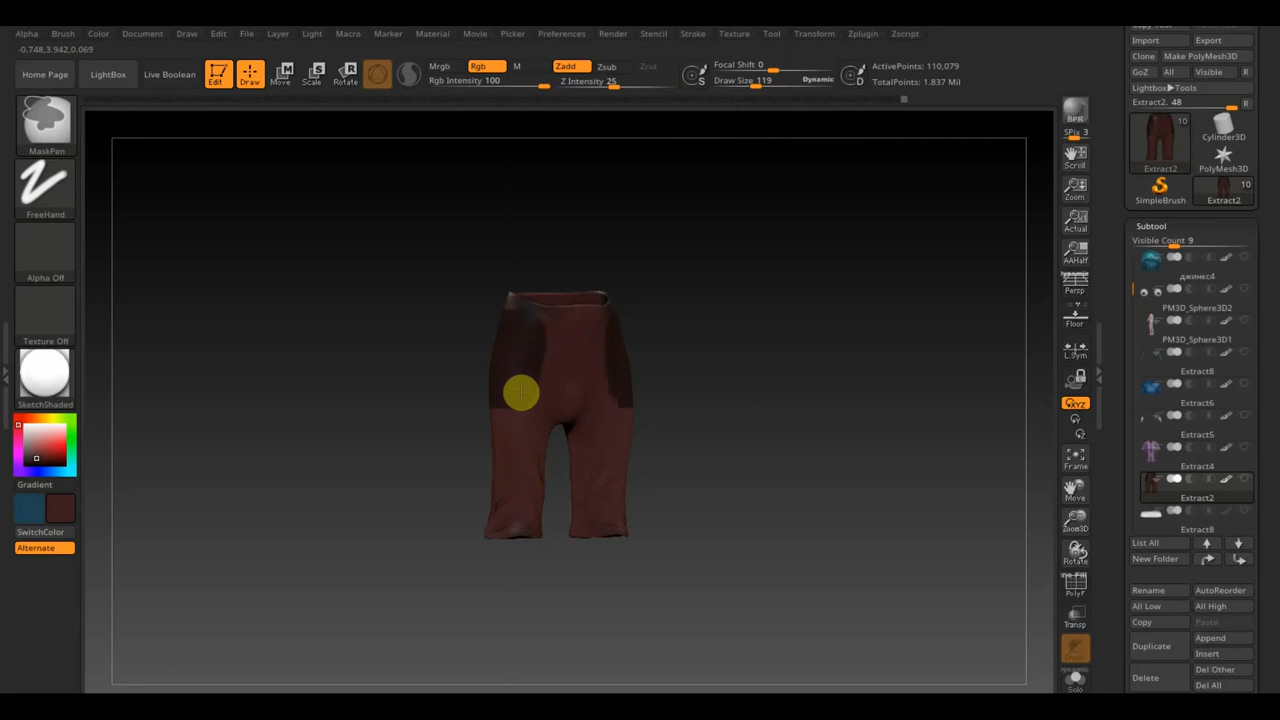 Alpha Brush Color Document Draw Edit File Layer Light Macro Marker Material Movie Picker Preferences Render Stencil Stroke Texture Tool Transform Zplugin Zscript
-0.748,3.942,0.069
Home Page LightBox Live Boolean Edit Draw Move Scale Rotate
Mrgb Rgb M Zadd Zsub Zcut
Rgb Intensity 100 Z Intensity 25
Focal Shift 0
Draw Size 119 Dynamic
ActivePoints: 110,079
TotalPoints: 1.837 Mil
MaskPen
FreeHand
Alpha Off
Texture Off
SketchShaded
Gradient
SwitchColor
Alternate
BPR
SPix 3
Scroll
Zoom
Actual
AAHalf
Dynamic
Persp
Floor
L.Sym
XYZ
Frame
Move
Zoom3D
Rotate
PolyF
Transp
Dynamic
Solo
Import Export
Clone Make PolyMesh3D
GoZ All Visible R
Lightbox▶Tools
Extract2. 48 R
10
Extract2
Cylinder3D
PolyMesh3D
SimpleBrush
10
Extract2
Subtool
Visible Count 9
джинкс4
PM3D_Sphere3D2
PM3D_Sphere3D1
Extract8
Extract6
Extract5
Extract4
Extract2
Extract8
List All
New Folder
Rename AutoReorder
All Low All High
Copy Paste
Duplicate
Append
Insert
Delete
Del Other
Del All